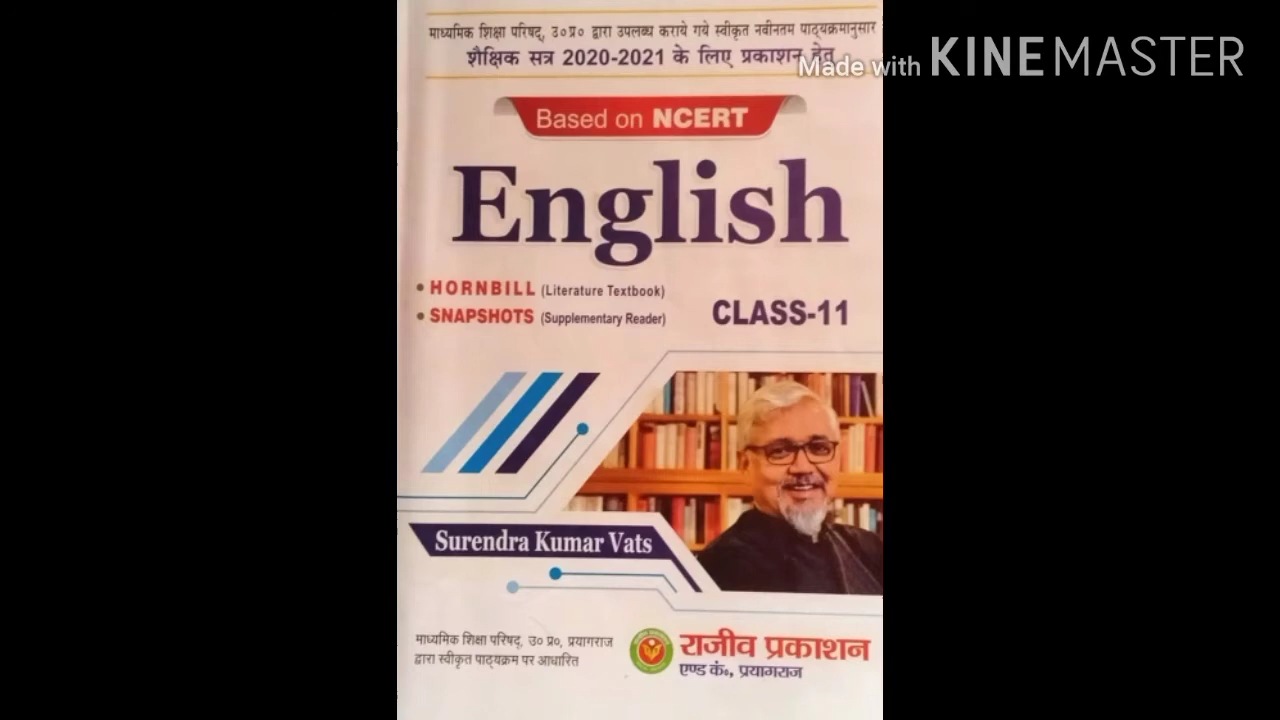 माध्यमिक शिक्षा परिषद्, उ०प्र० द्वारा उपलब्ध कराये गये स्वीकृत नवीनतम पाठ्यक्रमानुसार
शैक्षिक सत्र 2020-2021 के लिए प्रकाशन हेतु
Made with KINEMASTER
Based on NCERT
English
• HORNBILL (Literature Textbook)
• SNAPSHOTS (Supplementary Reader)
CLASS-11
Surendra Kumar Vats
माध्यमिक शिक्षा परिषद्, उ० प्र०, प्रयागराज
द्वारा स्वीकृत पाठ्यक्रम पर आधारित
राजीव प्रकाशन
एण्ड कं०, प्रयागराज